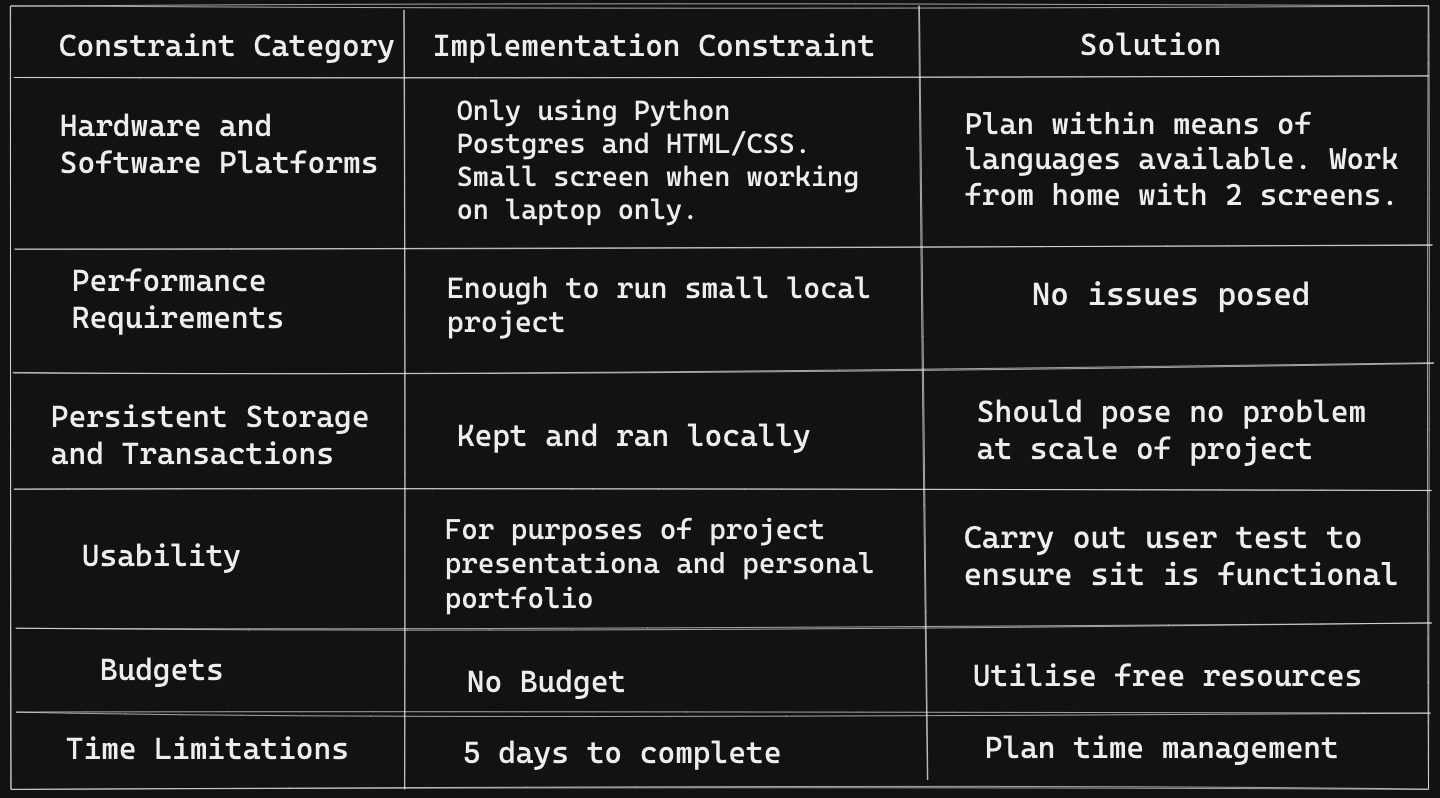 Constraint Category
Implementation Constraint
Solution
Hardware and
Software Platforms
Only using Python
Postgres and HTML/CSS.
Small screen when working
on laptop only.
Plan within means of
languages available. Work
from home with 2 screens.
Performance
Requirements
Enough to run small local
project
No issues posed
Persistent Storage
and Transactions
Kept and ran locally
Should pose no problem
at scale of project
Usability
For purposes of project
presentationa and personal
portfolio
Carry out user test to
ensure sit is functional
Budgets
No Budget
Utilise free resources
Time Limitations
5 days to complete
Plan time management